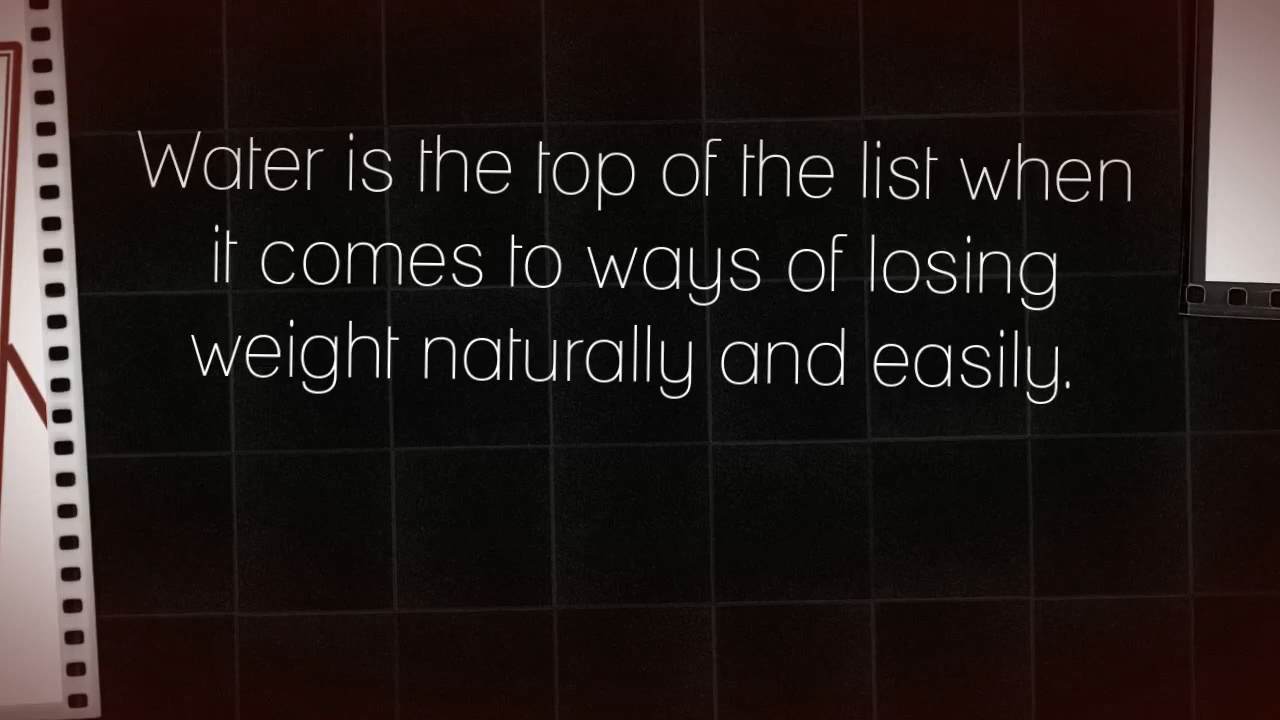 Water is the top of the list when
it comes to ways of losing
weight naturally and easily.